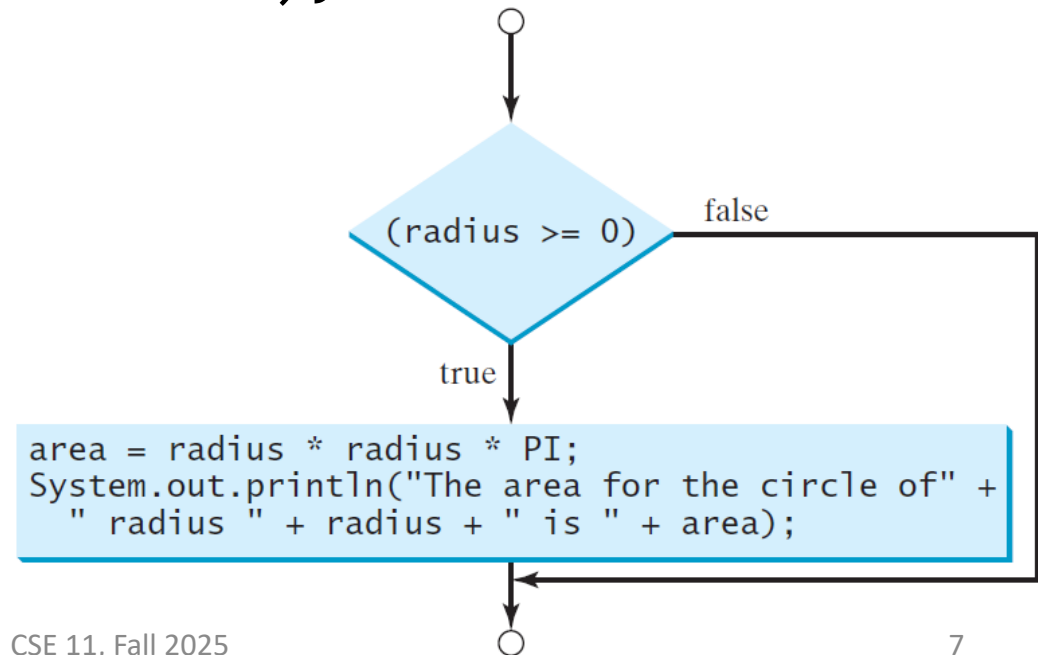 (radius >= 0)
false
true
area = radius * radius * PI;
System.out.println("The area for the circle of" +
" radius " + radius + " is " + area);
CSE 11, Fall 2025
7